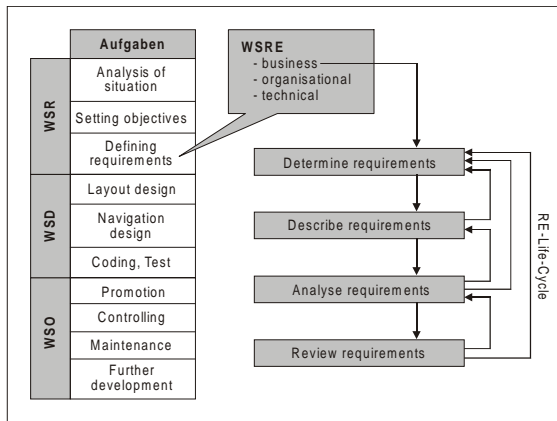 Aufgaben
WSR
Analysis of
situation
Setting objectives
Defining
requirements
WSD
Layout design
Navigation
design
Coding, Test
WSO
Promotion
Controlling
Maintenance
Further
development
WSRE
- business
- organisational
- technical
Determine requirements
Describe requirements
Analyse requirements
Review requirements
RE-Life-Cycle